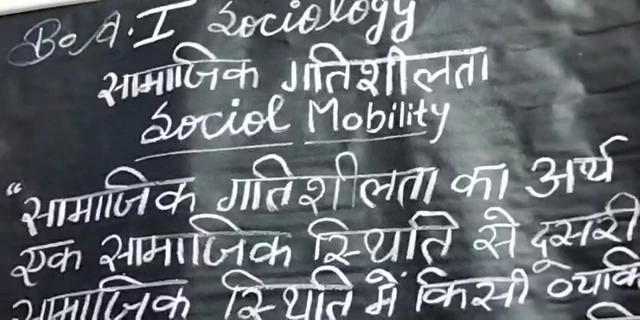 B.A. I Sociology
सामाजिक गतिशीलता
Sociol Mobility
"सामाजिक गतिशीलता का अर्थ
एक सामाजिक स्थिति से दूसरी
सामाजिक स्थिति में किसी